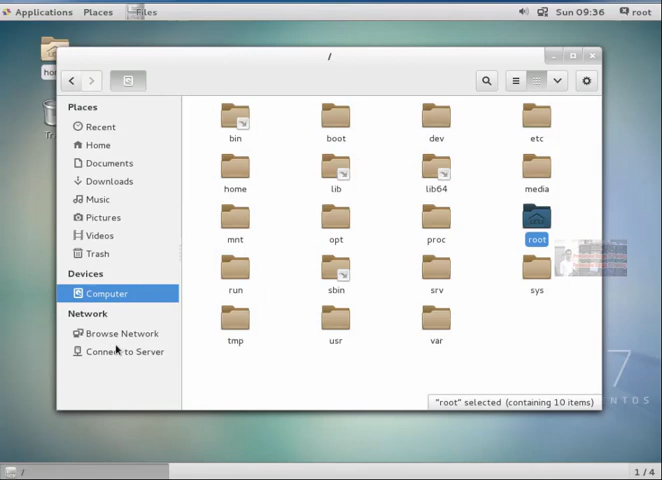 Applications Places Files Sun 09:36 root
/
Places
Recent
Home
Documents
Downloads
Music
Pictures
Videos
Trash
Devices
Computer
Network
Browse Network
Connect to Server
bin boot dev etc
home lib lib64 media
mnt opt proc root
run sbin srv sys
tmp usr var
"root" selected (containing 10 items)
7
/ 1 / 4